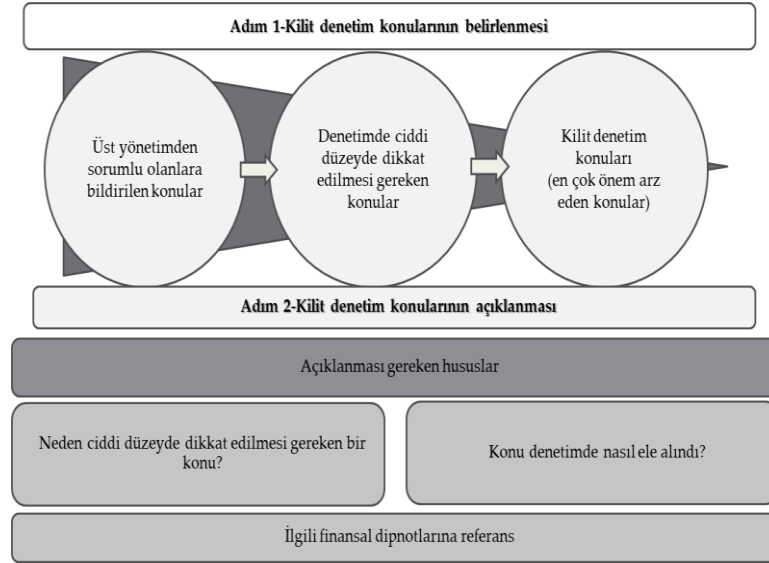 Adım 1-Kilit denetim konularının belirlenmesi
Üst yönetimden
sorumlu olanlara
bildirilen konular
Denetimde ciddi
düzeyde dikkat
edilmesi gereken
konular
Kilit denetim
konuları
(en çok önem arz
eden konular)
Adım 2-Kilit denetim konularının açıklanması
Açıklanması gereken hususlar
Neden ciddi düzeyde dikkat edilmesi gereken bir
konu?
Konu denetimde nasıl ele alındı?
İlgili finansal dipnotlarına referans